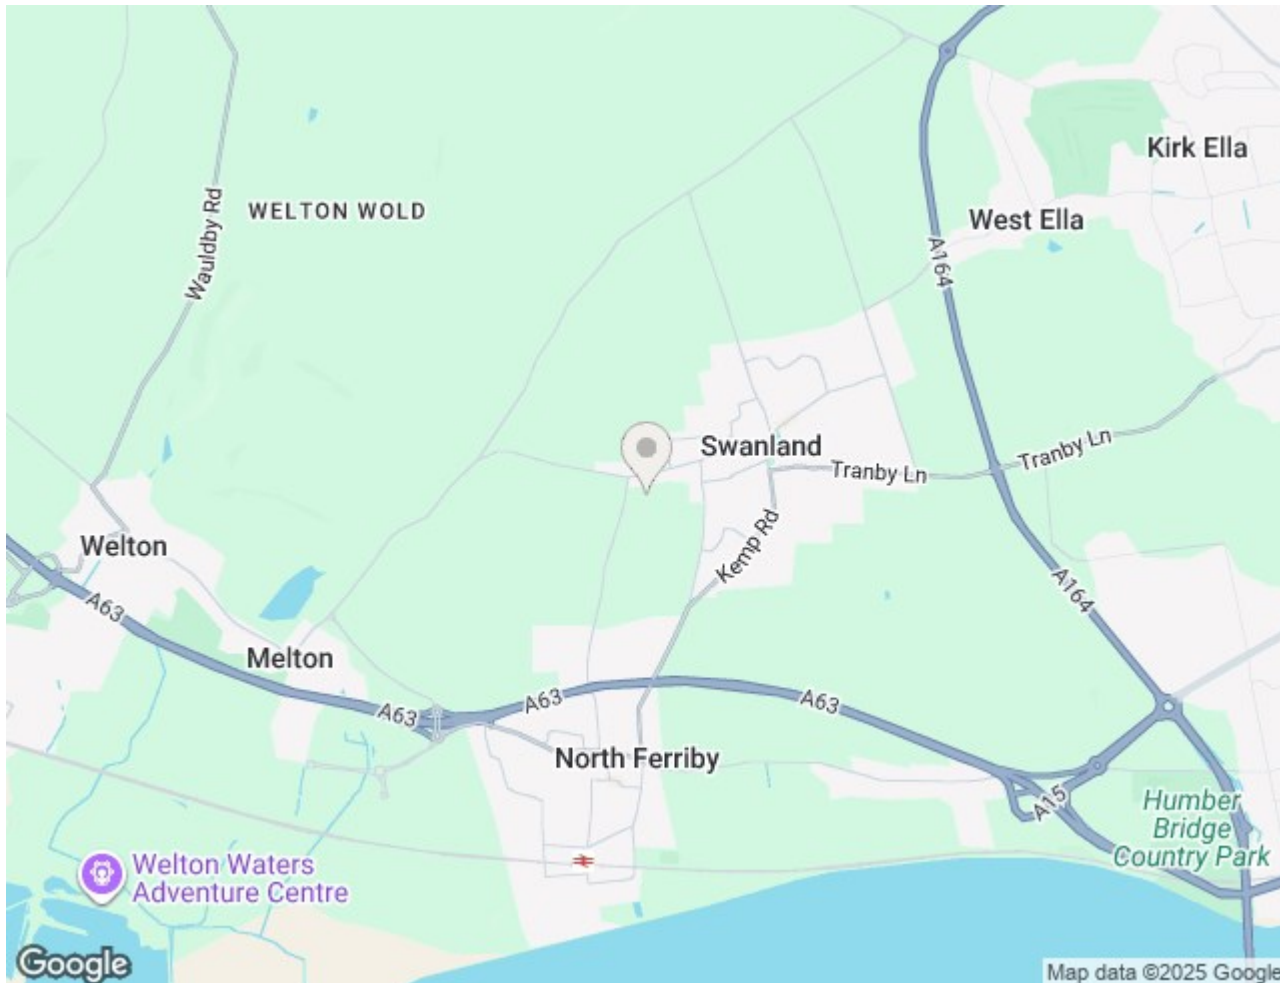 Kirk Ella
WELTON WOLD
Wauldby Rd
West Ella
A164
Swanland
Tranby Ln
Tranby Ln
Kemp Rd
Welton
A63
A164
Melton
A63
A63
A63
North Ferriby
A15
Humber
Bridge
Country Park
Welton Waters
Adventure Centre
Google
Map data ©2025 Google